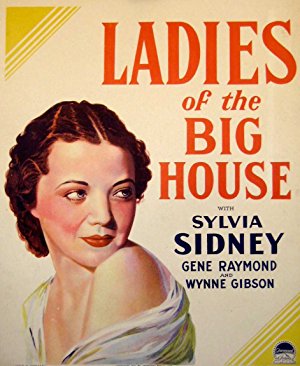 LADIES
of the
BIG
HOUSE
WITH
SYLVIA
SIDNEY
GENE RAYMOND
AND
WYNNE GIBSON